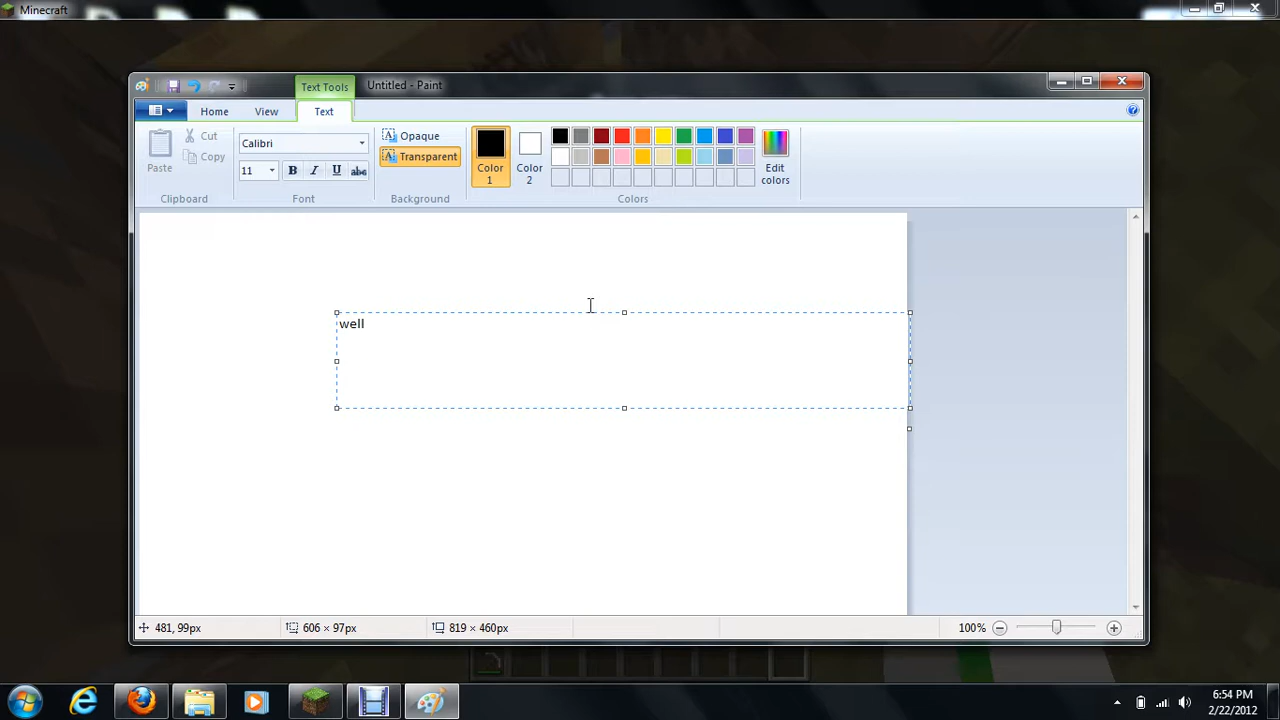 Minecraft
Text Tools
Untitled - Paint
Home
View
Text
Paste
Cut
Copy
Clipboard
Calibri
11
B
I
U
abc
Font
Opaque
Transparent
Background
Color 1
Color 2
Edit colors
Colors
well
481, 99px
606 × 97px
819 × 460px
100%
6:54 PM
2/22/2012